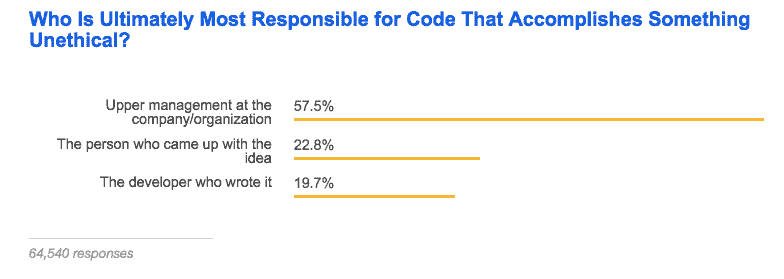 Who Is Ultimately Most Responsible for Code That Accomplishes Something
Unethical?
Upper management at the
company/organization
57.5%
The person who came up with the
idea
22.8%
The developer who wrote it
19.7%
64,540 responses